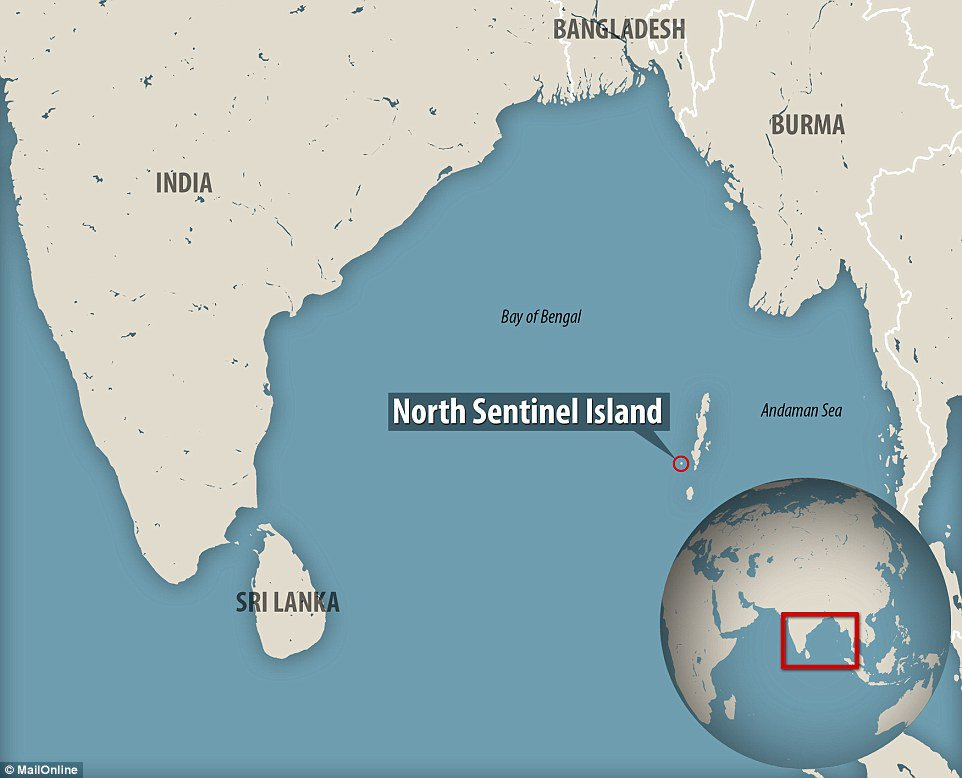 BANGLADESH
BURMA
INDIA
Bay of Bengal
North Sentinel Island
Andaman Sea
SRI LANKA
© MailOnline